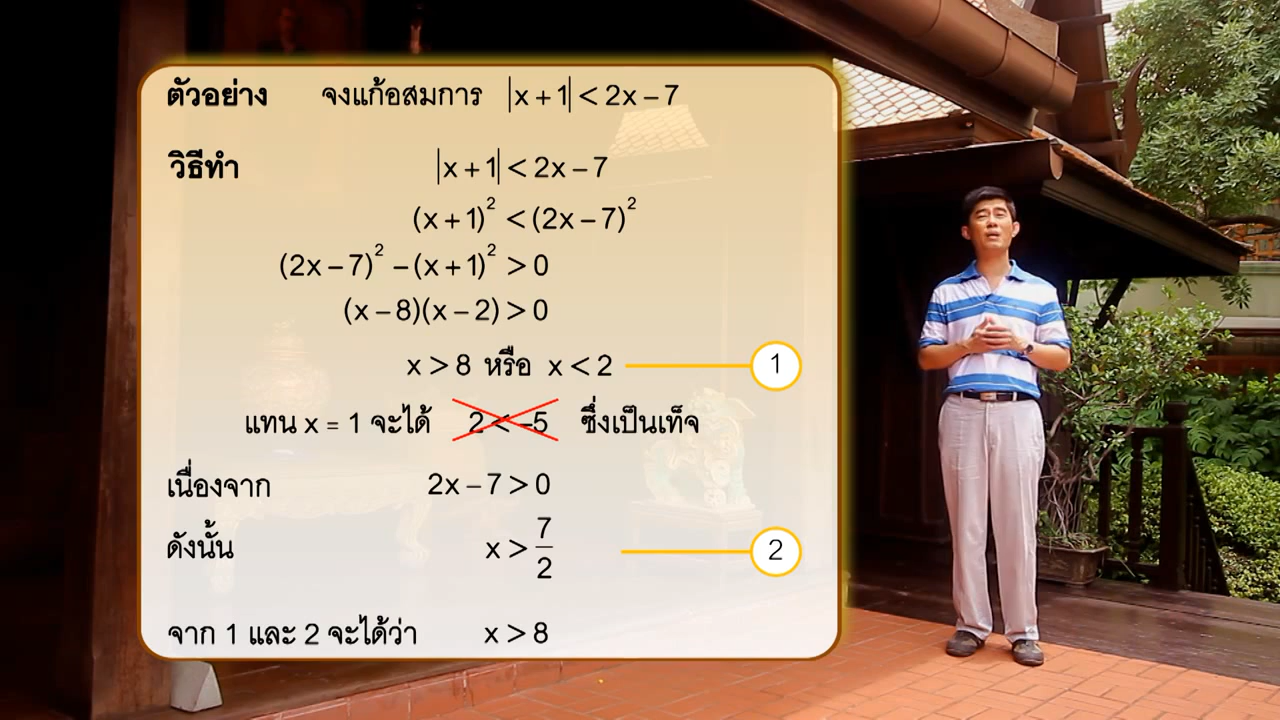 ตัวอย่าง จงแก้อสมการ |x + 1| < 2x − 7
วิธีทำ |x + 1| < 2x − 7
(x + 1)² < (2x − 7)²
(2x − 7)² − (x + 1)² > 0
(x − 8)(x − 2) > 0
x > 8 หรือ x < 2 1
แทน x = 1 จะได้ 2 < −5 ซึ่งเป็นเท็จ
เนื่องจาก 2x − 7 > 0
ดังนั้น x > 7/2 2
จาก 1 และ 2 จะได้ว่า x > 8